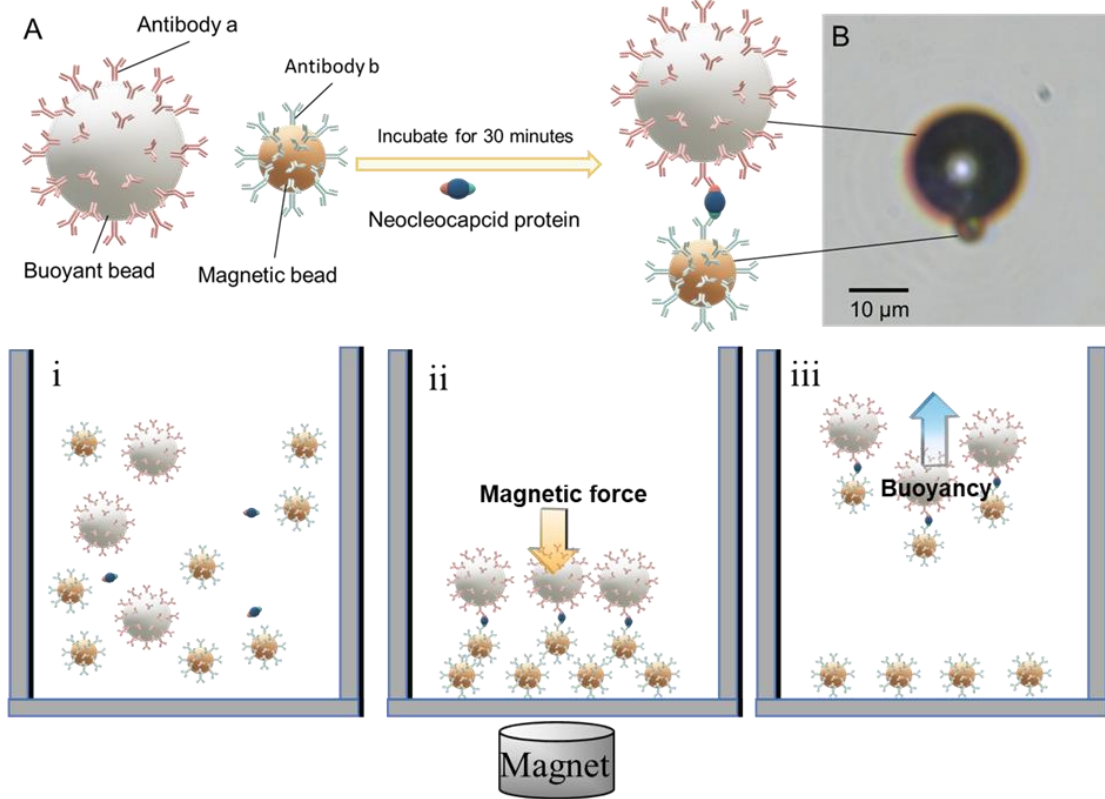 A
Antibody a
Antibody b
Buoyant bead
Magnetic bead
Incubate for 30 minutes
Neocleocapcid protein
B
10 µm
i
ii
Magnetic force
iii
Buoyancy
Magnet